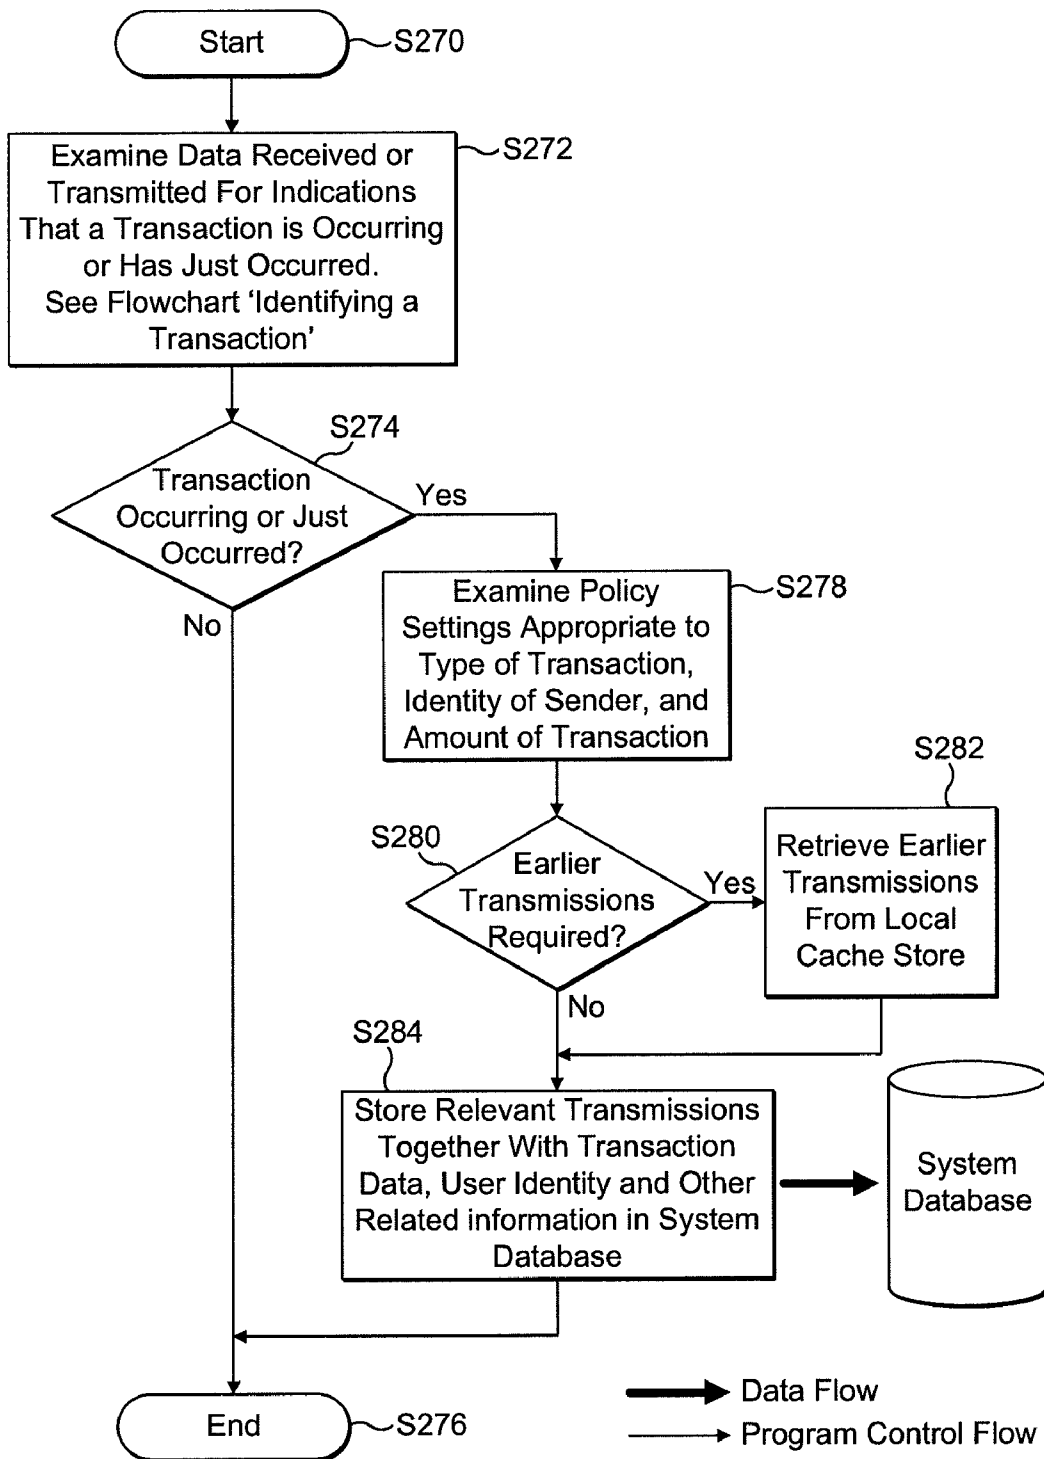 Start
S270
Examine Data Received or
Transmitted For Indications
That a Transaction is Occurring
or Has Just Occurred.
See Flowchart ‘Identifying a
Transaction’
S272
S274
Transaction
Occurring or Just
Occurred?
Yes
No
Examine Policy
Settings Appropriate to
Type of Transaction,
Identity of Sender, and
Amount of Transaction
S278
S280
Earlier
Transmissions
Required?
Yes
No
S282
Retrieve Earlier
Transmissions
From Local
Cache Store
S284
Store Relevant Transmissions
Together With Transaction
Data, User Identity and Other
Related information in System
Database
System
Database
End
S276
Data Flow
Program Control Flow